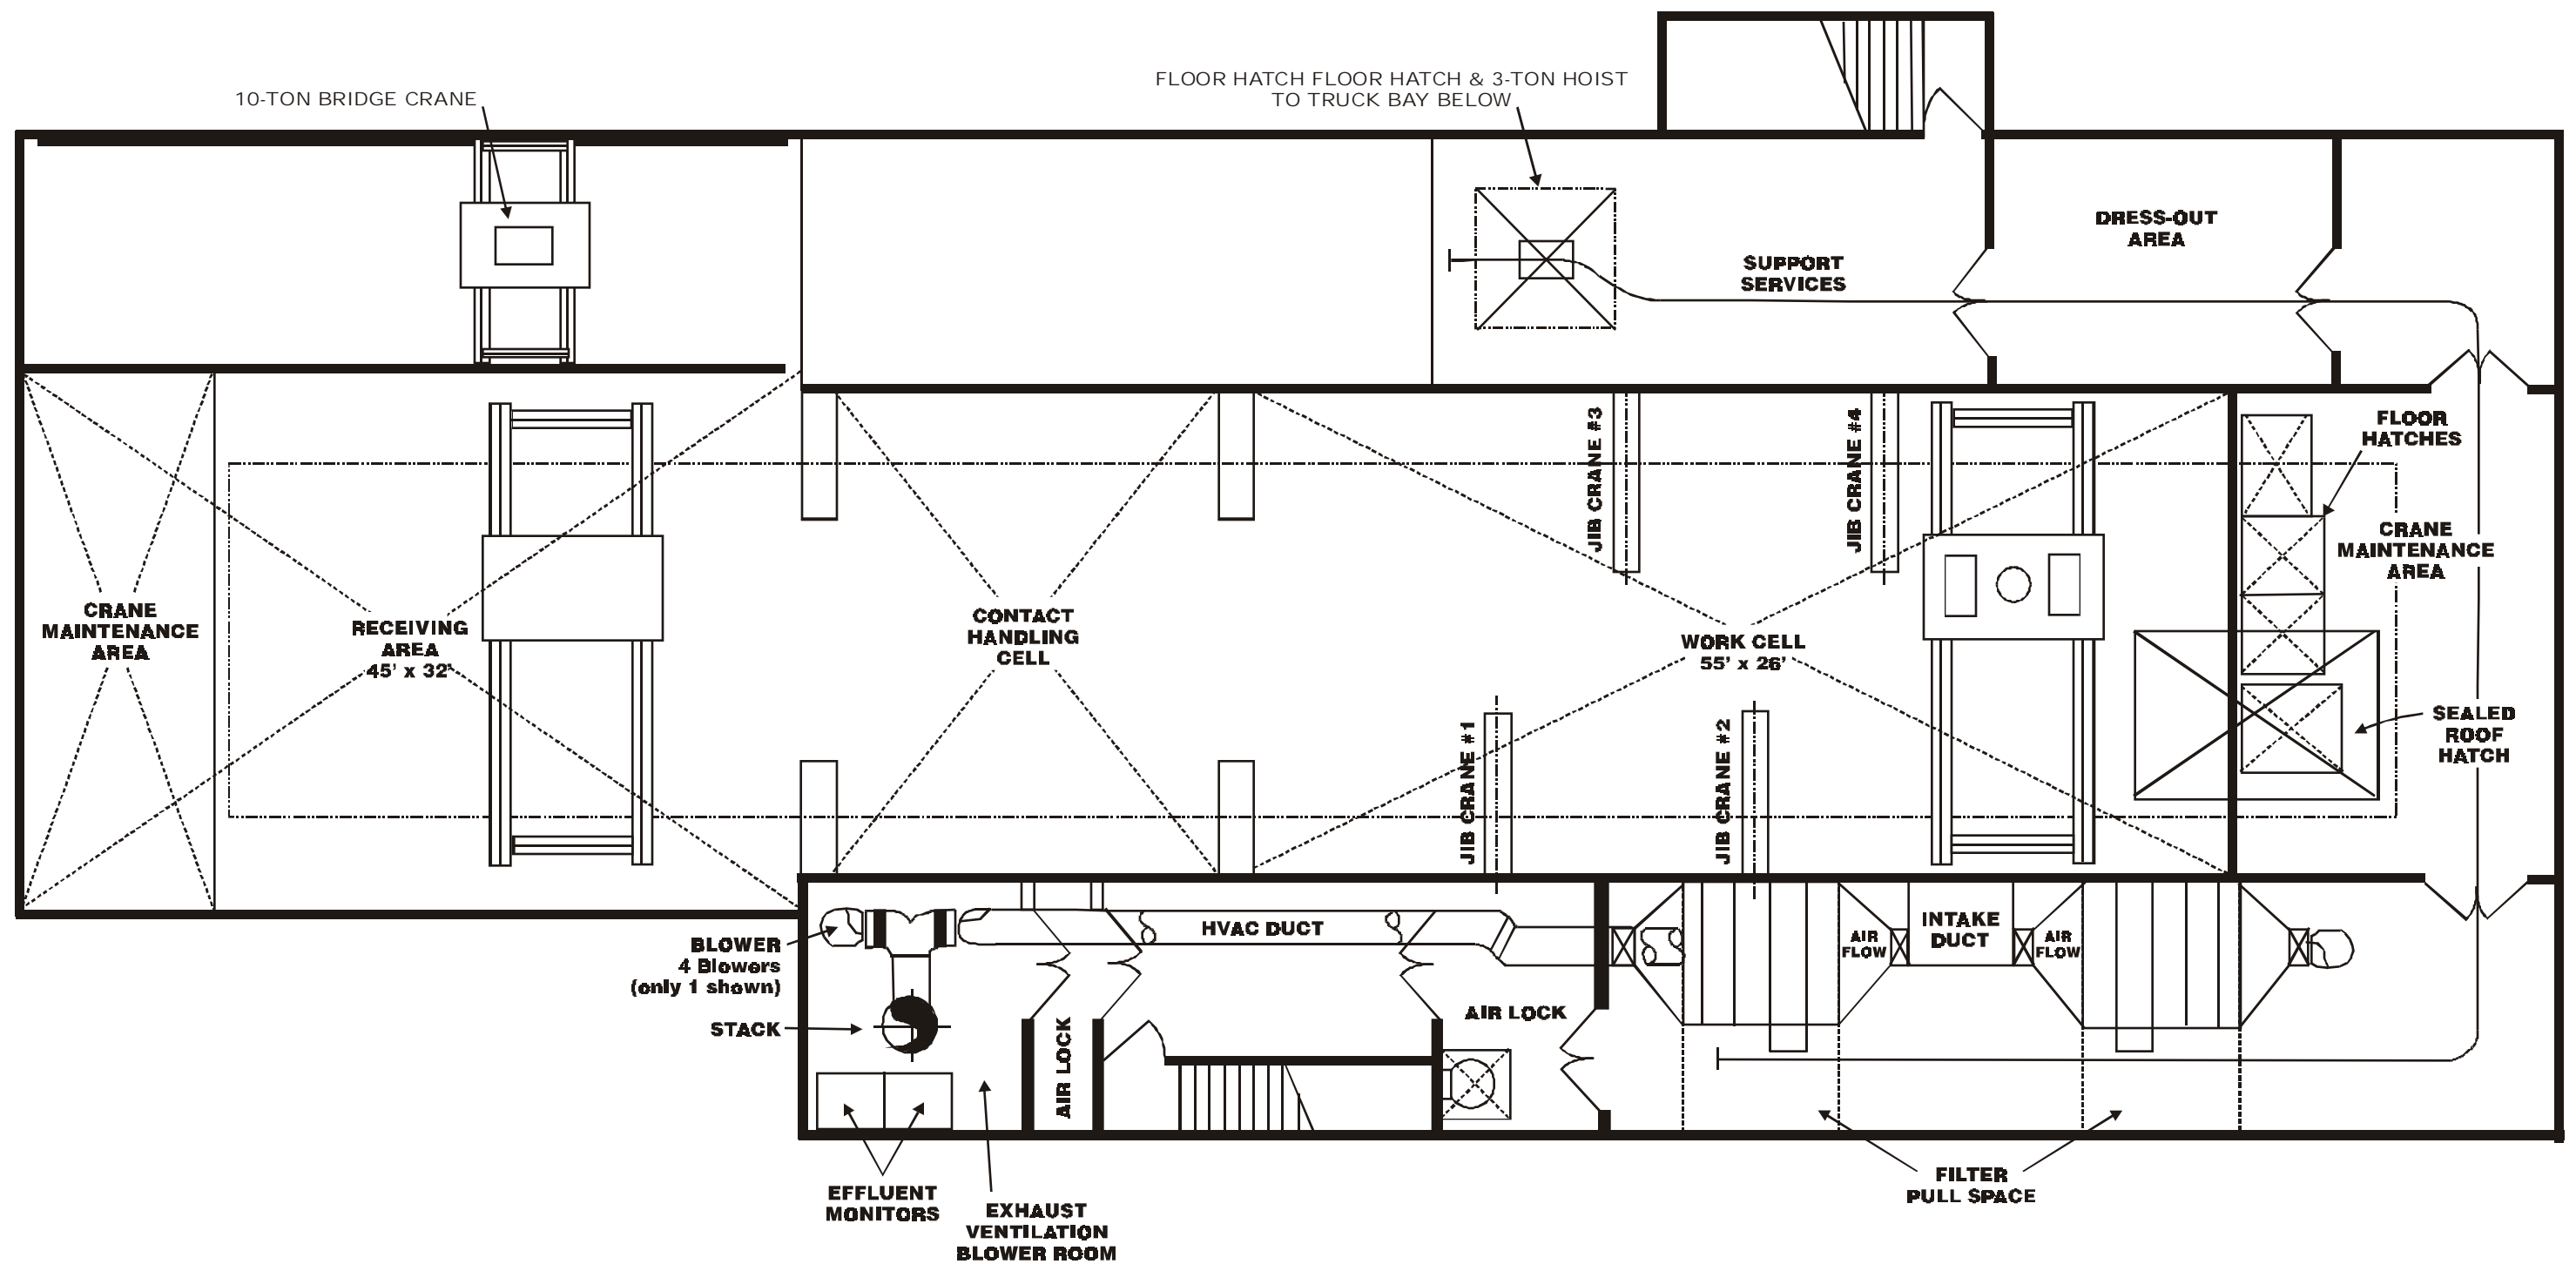 FLOOR HATCH FLOOR HATCH & 3-TON HOIST
TO TRUCK BAY BELOW
10-TON BRIDGE CRANE
DRESS-OUT
AREA
SUPPORT
SERVICES
JIB CRANE #3
JIB CRANE #4
FLOOR
HATCHES
CRANE
MAINTENANCE
AREA
CRANE
MAINTENANCE
AREA
RECEIVING
AREA
45' x 32'
CONTACT
HANDLING
CELL
WORK CELL
55' x 26'
JIB CRANE #1
JIB CRANE #2
SEALED
ROOF
HATCH
BLOWER
4 Blowers
(only 1 shown)
STACK
HVAC DUCT
AIR LOCK
AIR LOCK
AIR
FLOW
INTAKE
DUCT
AIR
FLOW
EFFLUENT
MONITORS
EXHAUST
VENTILATION
BLOWER ROOM
FILTER
PULL SPACE